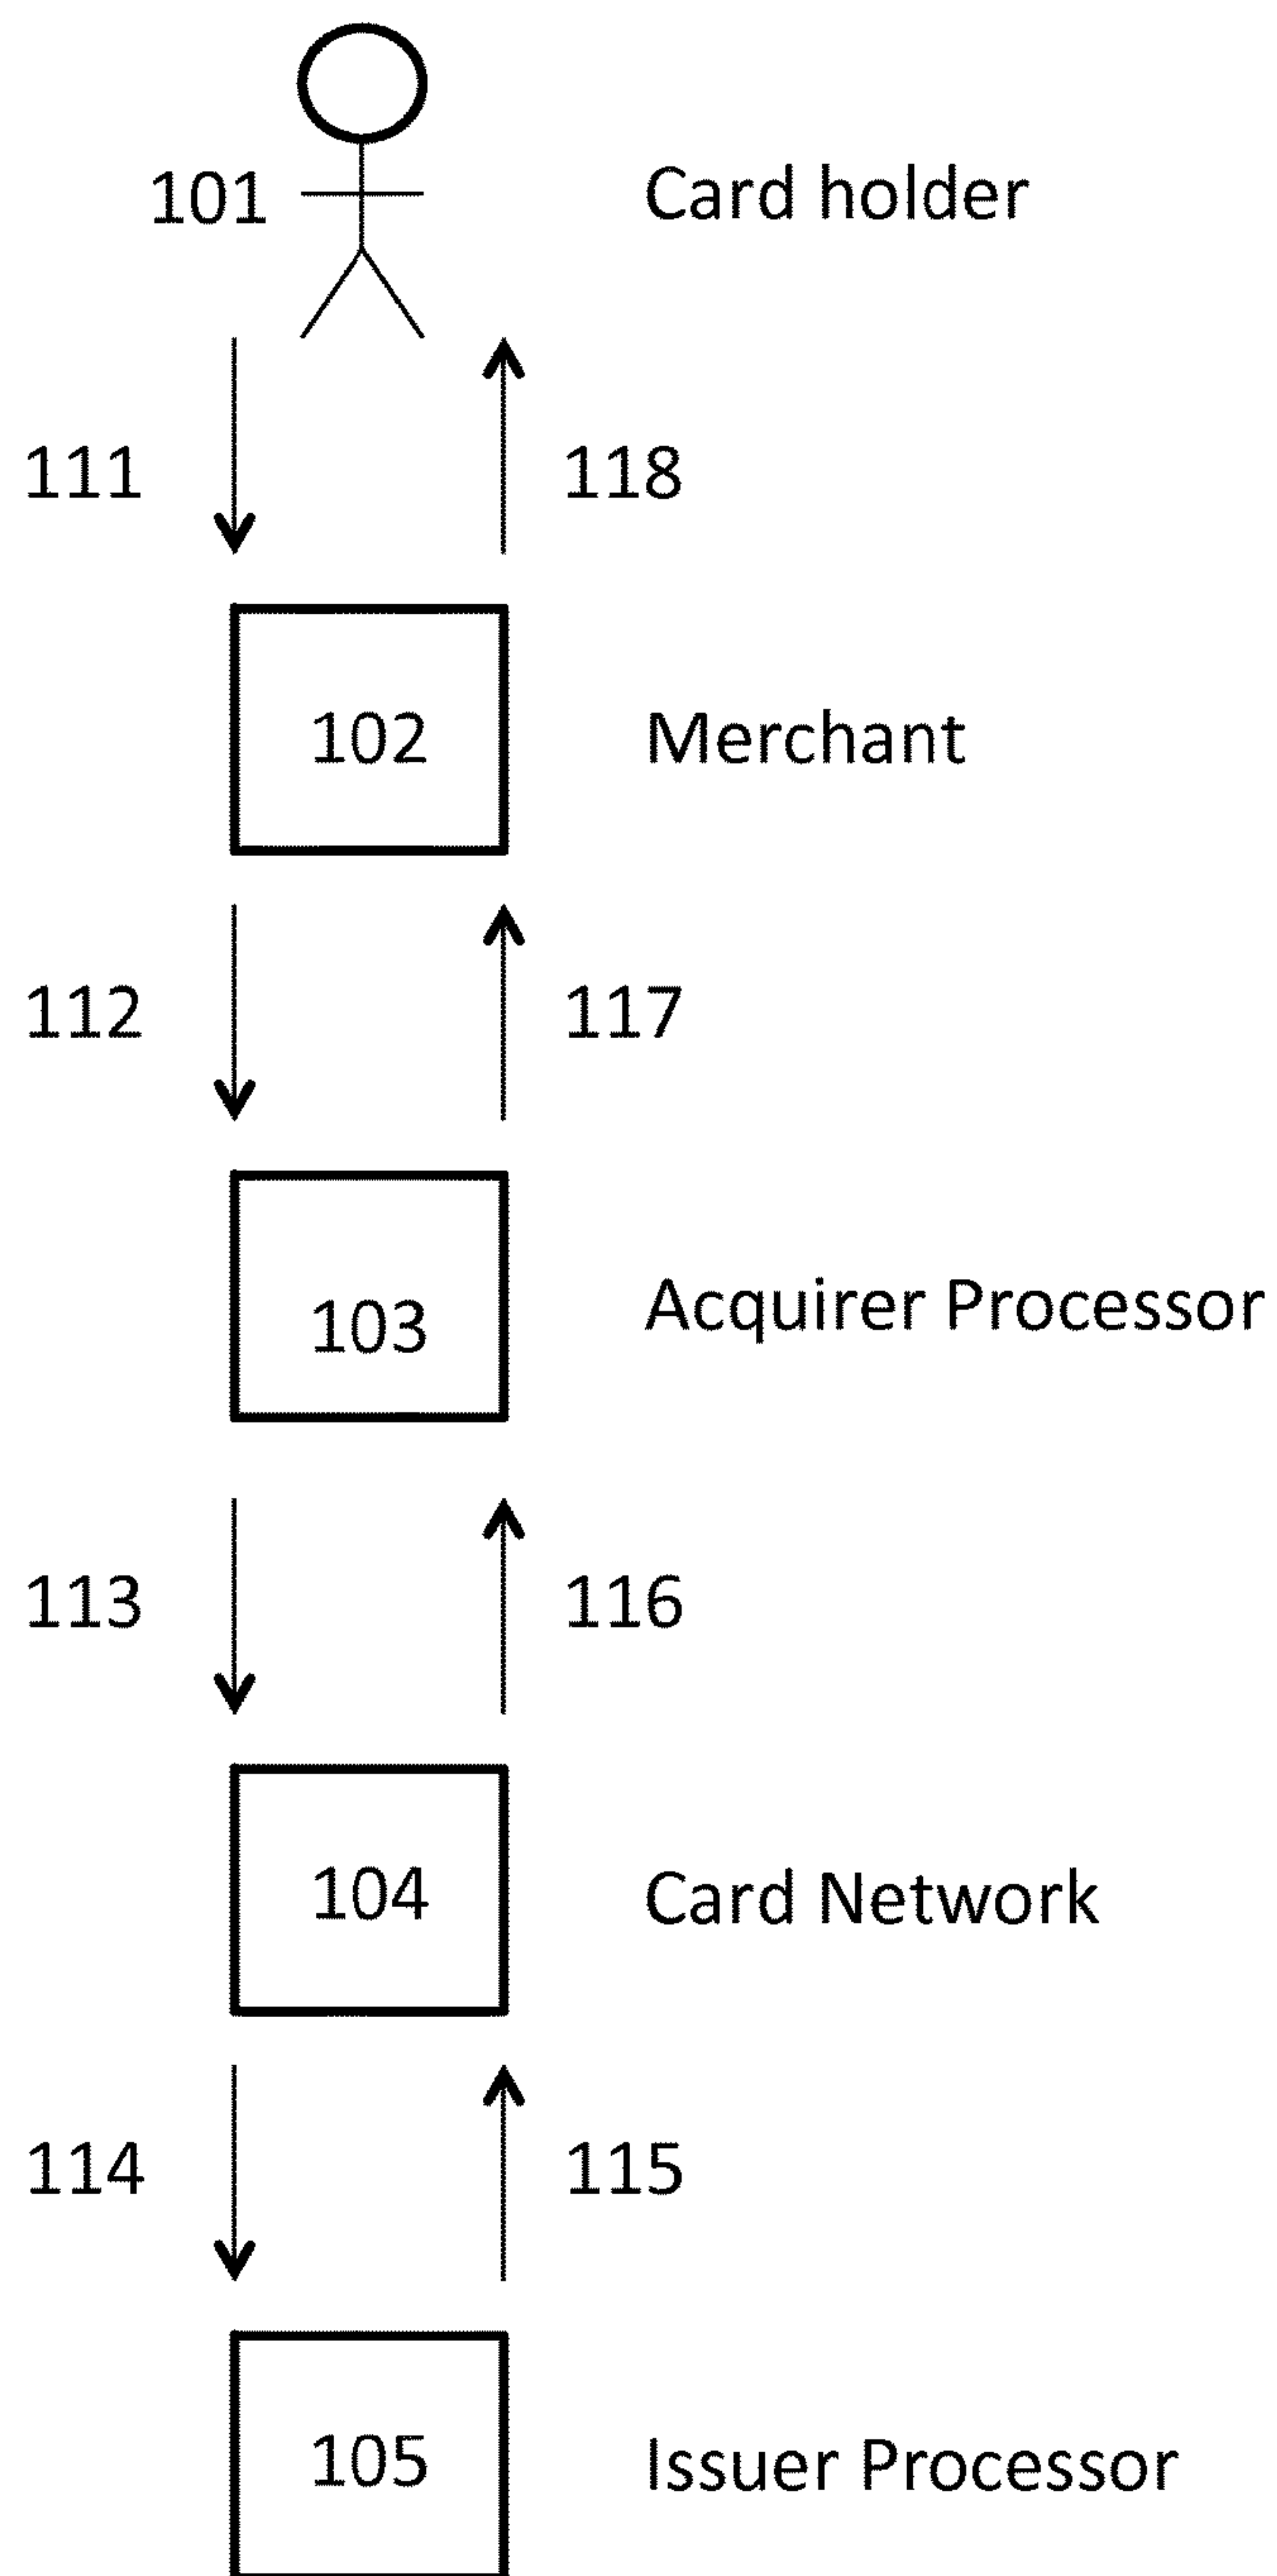 101 Card holder
111 118
102 Merchant
112 117
103 Acquirer Processor
113 116
104 Card Network
114 115
105 Issuer Processor